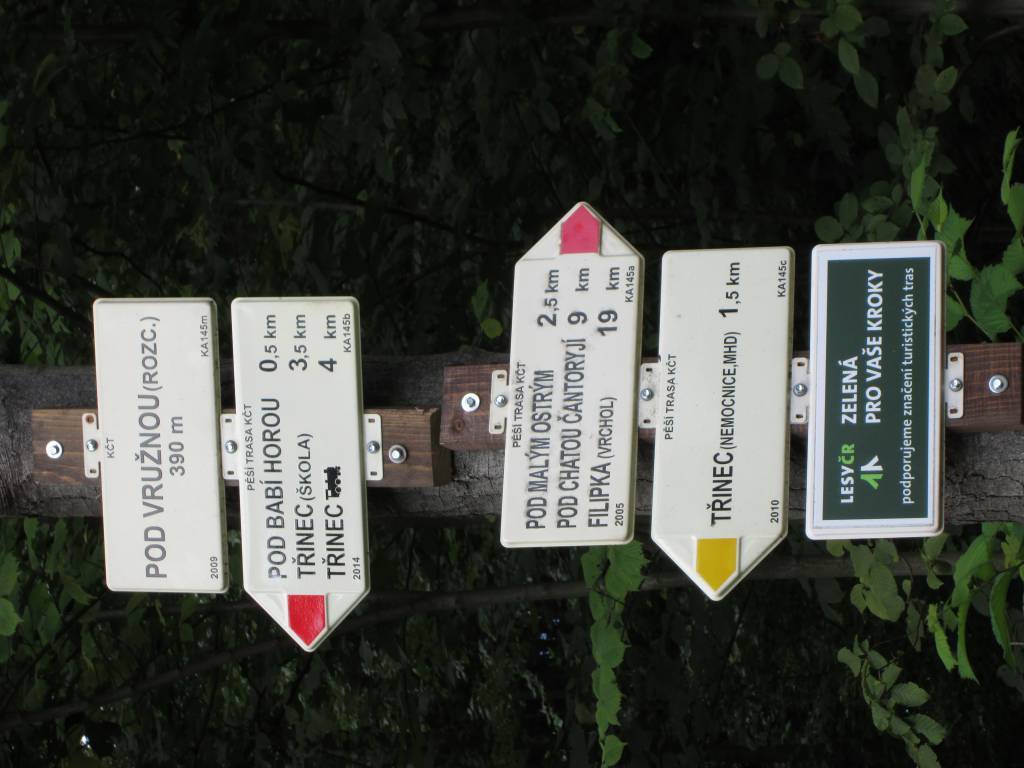 KČT
POD VRUŽNOU (ROZC.)
390 m
2009 KA145m
PĚŠÍ TRASA KČT
POD BABÍ HOROU 0,5 km
TŘINEC (ŠKOLA) 3,5 km
TŘINEC 4 km
2014 KA145b
PĚŠÍ TRASA KČT
POD MALÝM OSTRÝM 2,5 km
POD CHATOU ČANTORYJÍ 9 km
FILIPKA (VRCHOL) 19 km
2005 KA145a
PĚŠÍ TRASA KČT
TŘINEC (NEMOCNICE,MHD) 1,5 km
2010 KA145c
LESYČR ZELENÁ
PRO VAŠE KROKY
podporujeme značení turistických tras